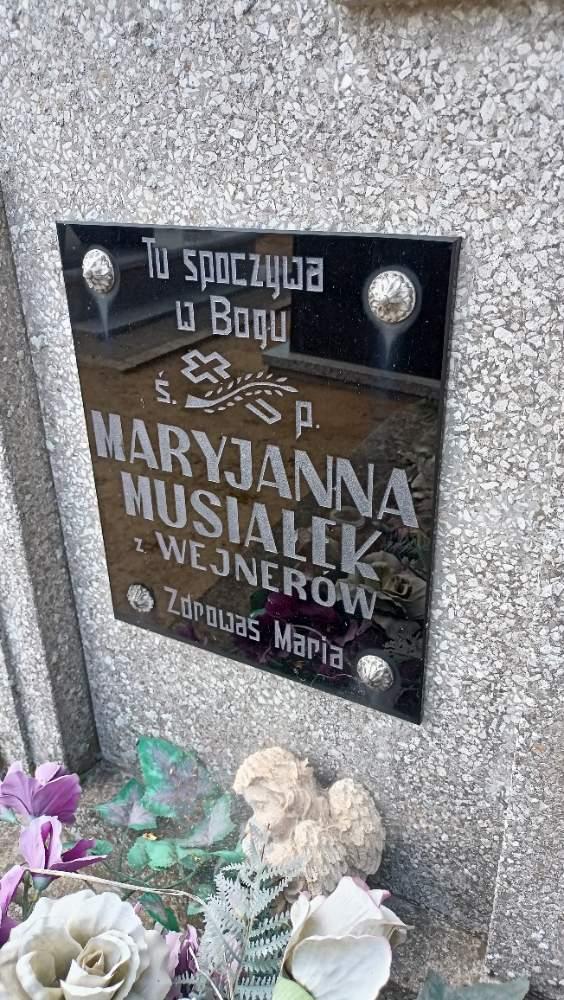 Tu spoczywa
w Bogu
ś. p.
MARYJANNA
MUSIAŁEK
z WEJNERÓW
Zdrowaś Maria